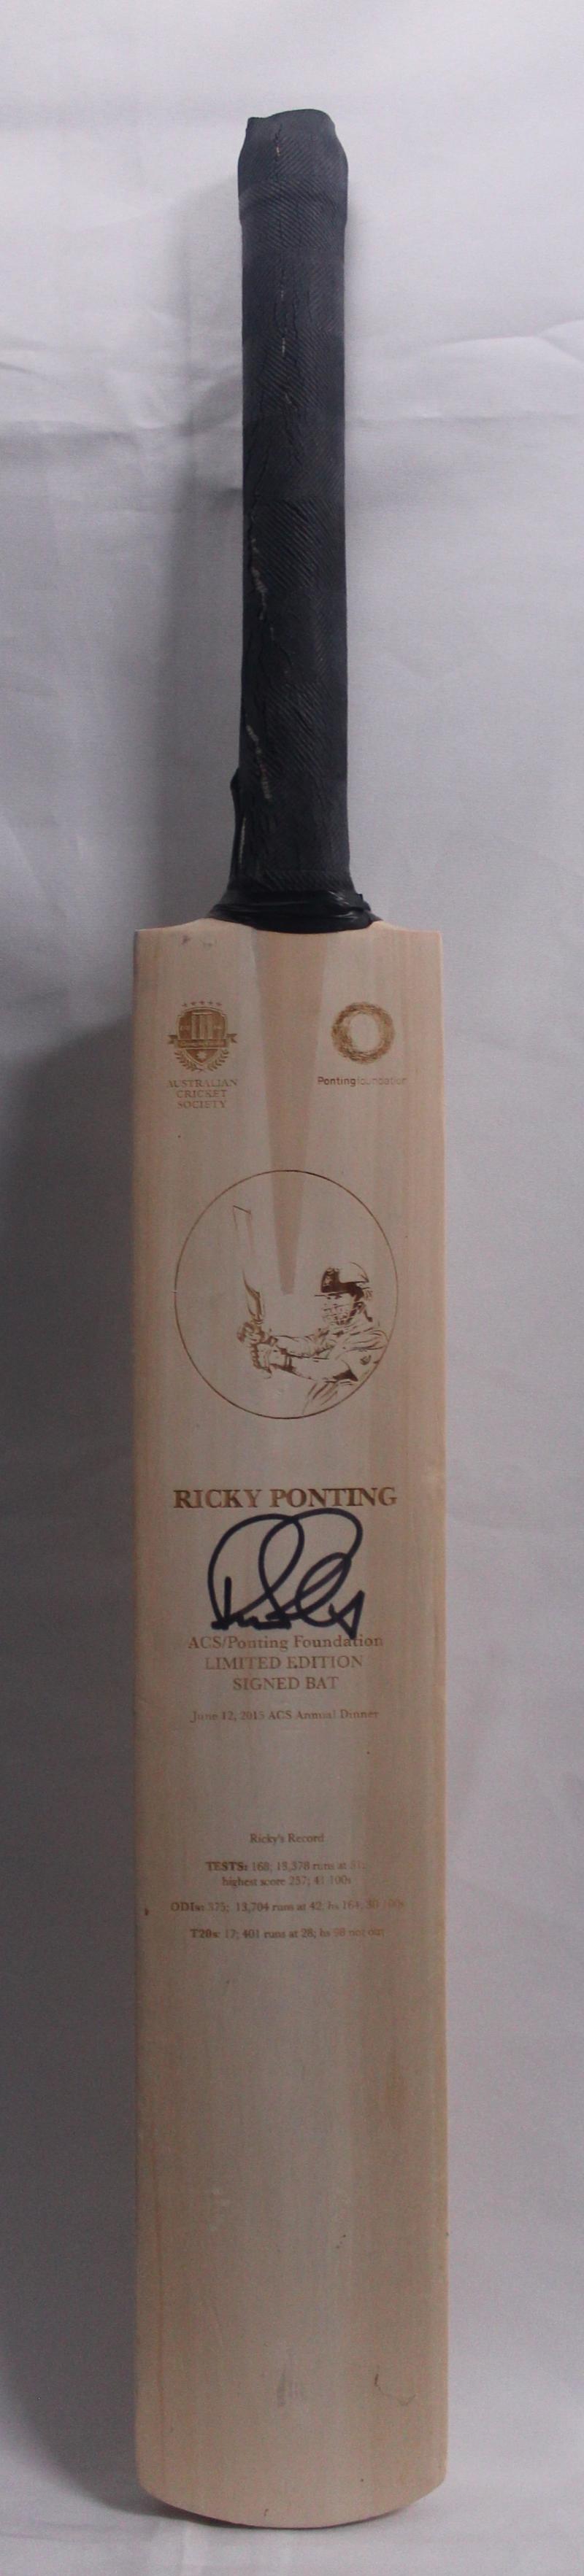 AUSTRALIAN
CRICKET
SOCIETY
Pontingfoundation
RICKY PONTING
ACS/Ponting Foundation
LIMITED EDITION
SIGNED BAT
June 12, 2015 ACS Annual Dinner
Ricky's Record
TESTS: 168; 13,378 runs at 51;
highest score 257; 41 100s
ODIs: 375; 13,704 runs at 42; hs 164; 30 100s
T20s: 17; 401 runs at 28; hs 98 not out